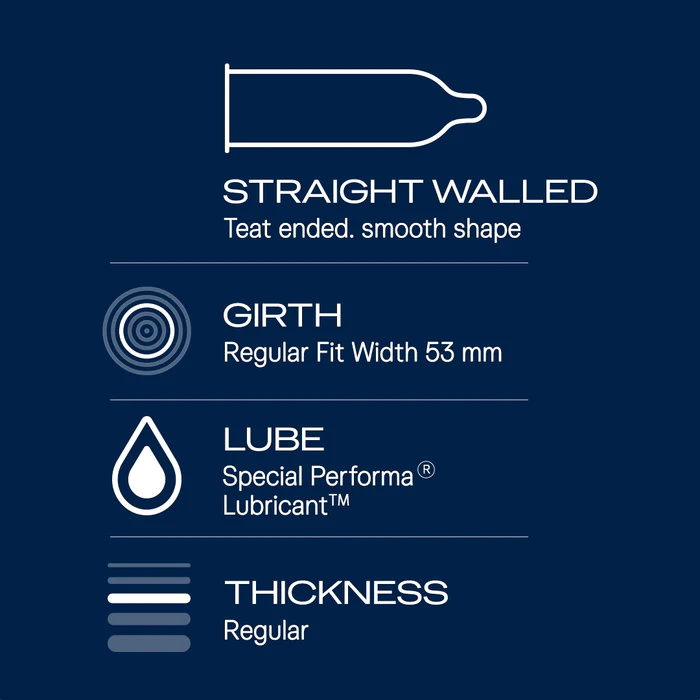 STRAIGHT WALLED
Teat ended. smooth shape
GIRTH
Regular Fit Width 53 mm
LUBE
Special Performa®
Lubricant™
THICKNESS
Regular